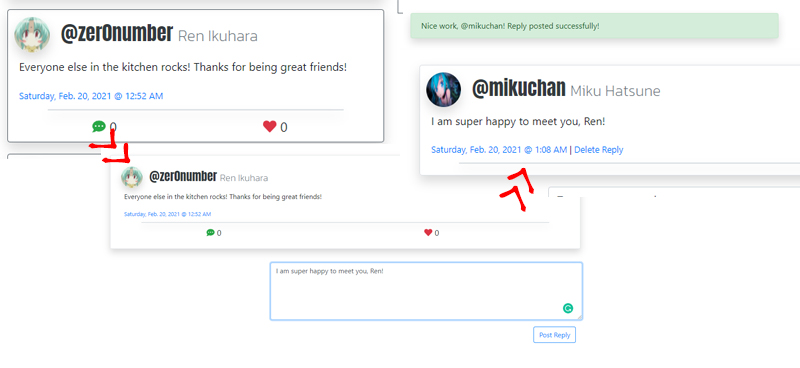 @zer0number Ren Ikuhara
Everyone else in the kitchen rocks! Thanks for being great friends!
Saturday, Feb. 20, 2021 @ 12:52 AM
0 0
@zer0number Ren Ikuhara
Everyone else in the kitchen rocks! Thanks for being great friends!
Saturday, Feb. 20, 2021 @ 12:52 AM
0 0
I am super happy to meet you, Ren!
Post Reply
Nice work, @mikuchan! Reply posted successfully!
@mikuchan Miku Hatsune
I am super happy to meet you, Ren!
Saturday, Feb. 20, 2021 @ 1:08 AM | Delete Reply